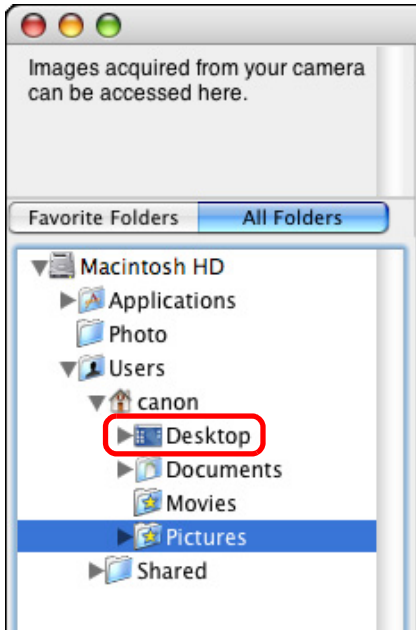 Images acquired from your camera
can be accessed here.
Favorite Folders
All Folders
Macintosh HD
Applications
Photo
Users
canon
Desktop
Documents
Movies
Pictures
Shared